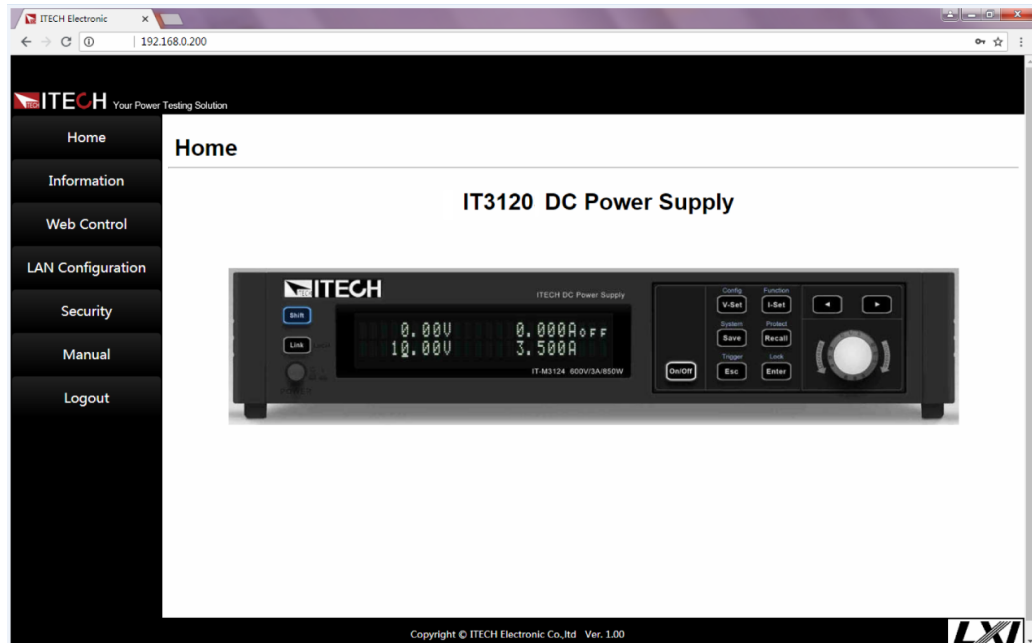 ITECH Electronic
192.168.0.200
ITECH Your Power Testing Solution
Home
Information
Web Control
LAN Configuration
Security
Manual
Logout
Home
IT3120 DC Power Supply
ITECH
ITECH DC Power Supply
Shift
Link
0.00V 0.000A OFF
10.00V 3.500A
IT-M3124 600V/3A/850W
On/Off
Config Function
V-Set I-Set
System Protect
Save Recall
Trigger Lock
Esc Enter
Copyright © ITECH Electronic Co.,ltd Ver. 1.00
LXI